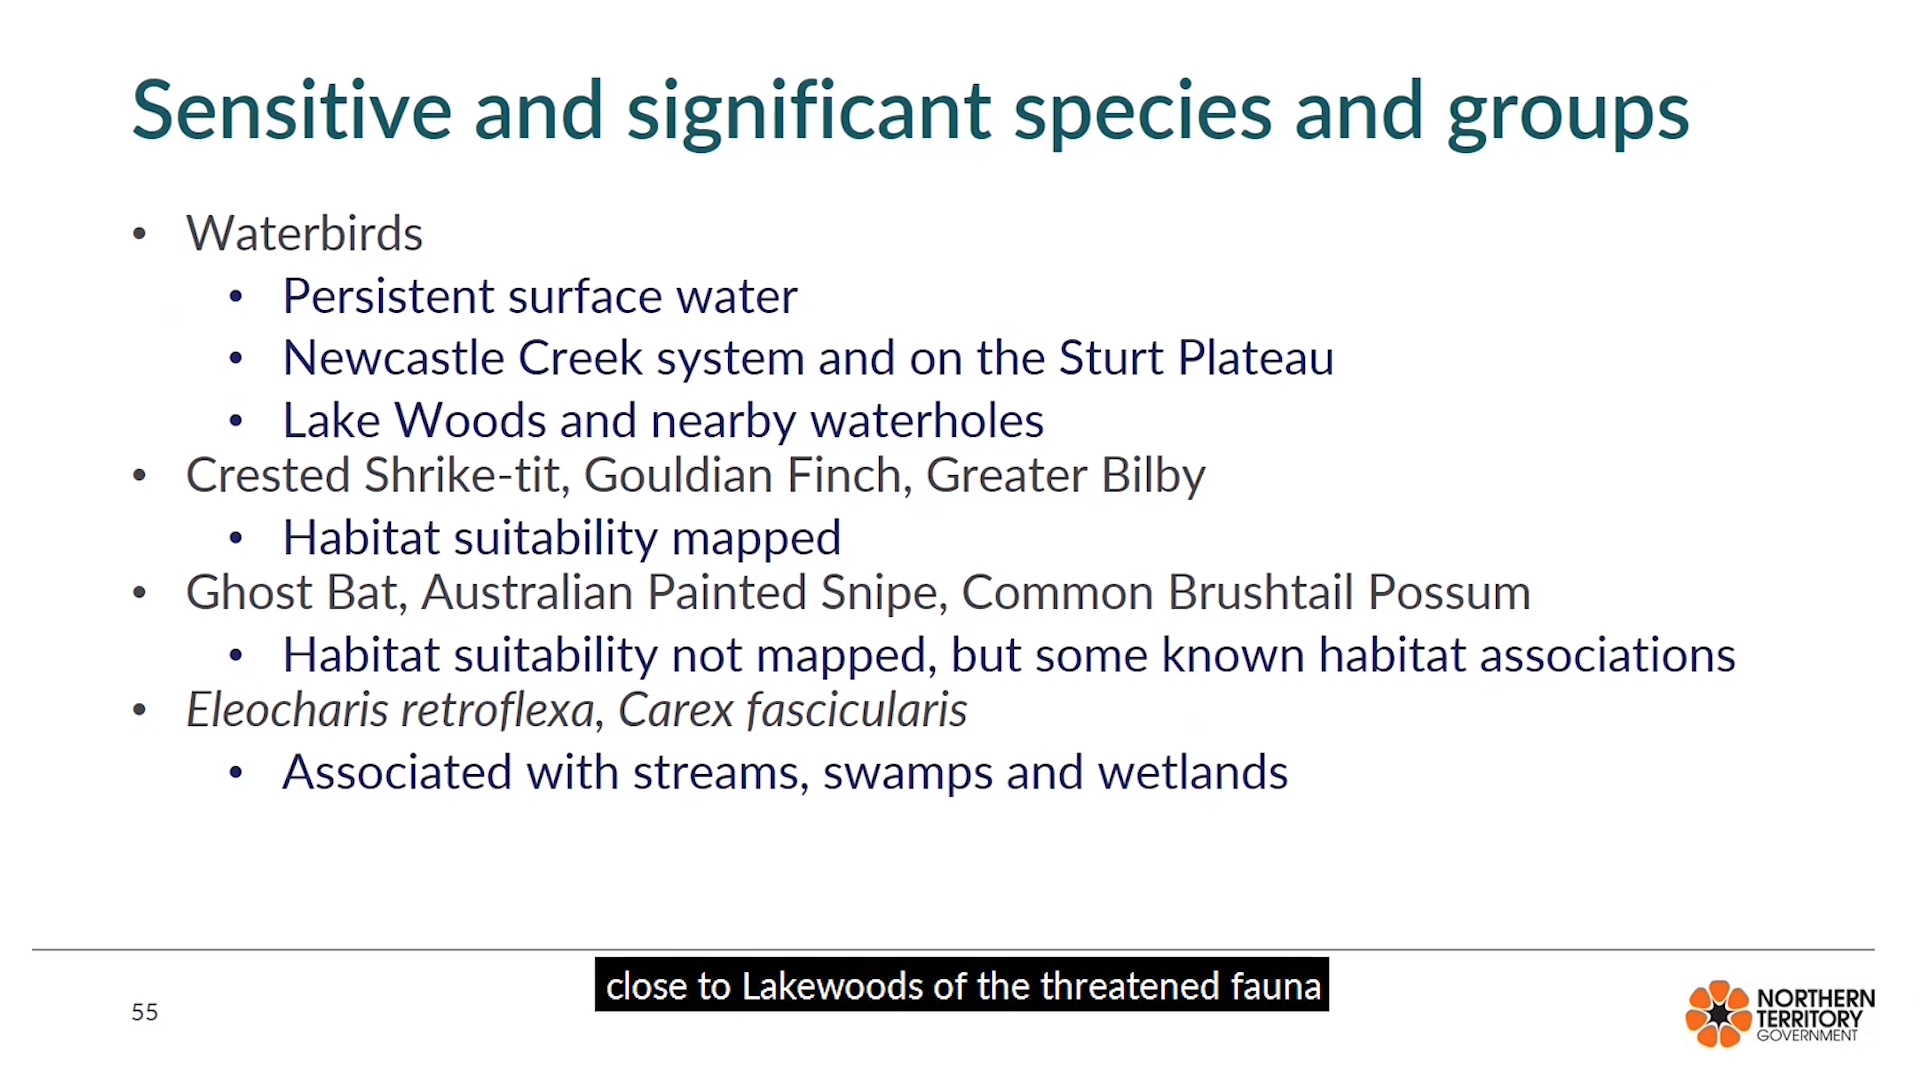 Sensitive and significant species and groups
• Waterbirds
• Persistent surface water
• Newcastle Creek system and on the Sturt Plateau
• Lake Woods and nearby waterholes
• Crested Shrike-tit, Gouldian Finch, Greater Bilby
• Habitat suitability mapped
• Ghost Bat, Australian Painted Snipe, Common Brushtail Possum
• Habitat suitability not mapped, but some known habitat associations
• Eleocharis retroflexa, Carex fascicularis
• Associated with streams, swamps and wetlands
close to Lakewoods of the threatened fauna
55
NORTHERN
TERRITORY
GOVERNMENT